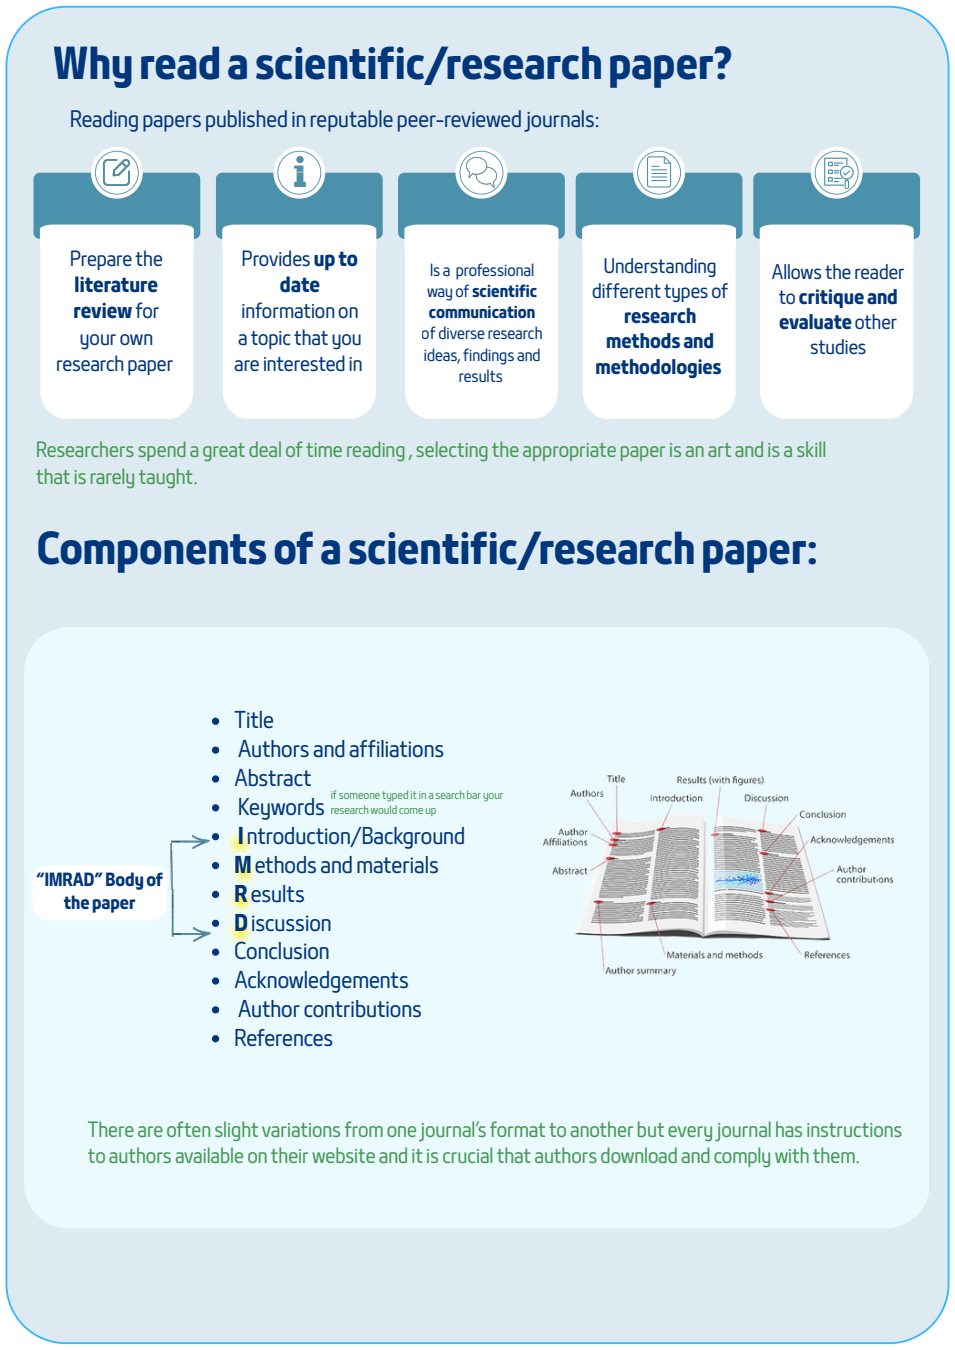 Why read a scientific/research paper?
Reading papers published in reputable peer-reviewed journals:
Prepare the
literature
review for
your own
research paper
Provides up to
date
information on
a topic that you
are interested in
Is a professional
way of scientific
communication
of diverse research
ideas, findings and
results
Understanding
different types of
research
methods and
methodologies
Allows the reader
to critique and
evaluate other
studies
Researchers spend a great deal of time reading , selecting the appropriate paper is an art and is a skill
that is rarely taught.
Components of a scientific/research paper:
Title
Authors and affiliations
Abstract
Keywords
if someone typed it in a search bar your
research would come up
Introduction/Background
Methods and materials
Results
Discussion
Conclusion
Acknowledgements
Author contributions
References
"IMRAD" Body of
the paper
Title
Results (with figures)
Authors
Introduction
Discussion
Conclusion
Author
Affiliations
Acknowledgements
Abstract
Author
contributions
Materials and methods
References
Author summary
There are often slight variations from one journal's format to another but every journal has instructions
to authors available on their website and it is crucial that authors download and comply with them.